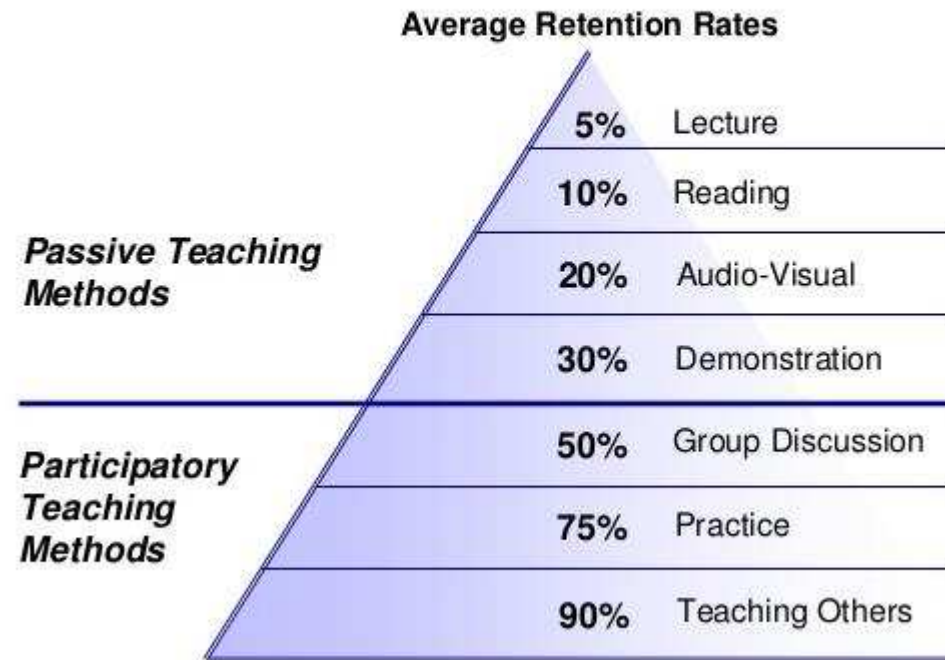 Average Retention Rates
5% Lecture
10% Reading
Passive Teaching
Methods
20% Audio-Visual
30% Demonstration
Participatory
Teaching
Methods
50% Group Discussion
75% Practice
90% Teaching Others